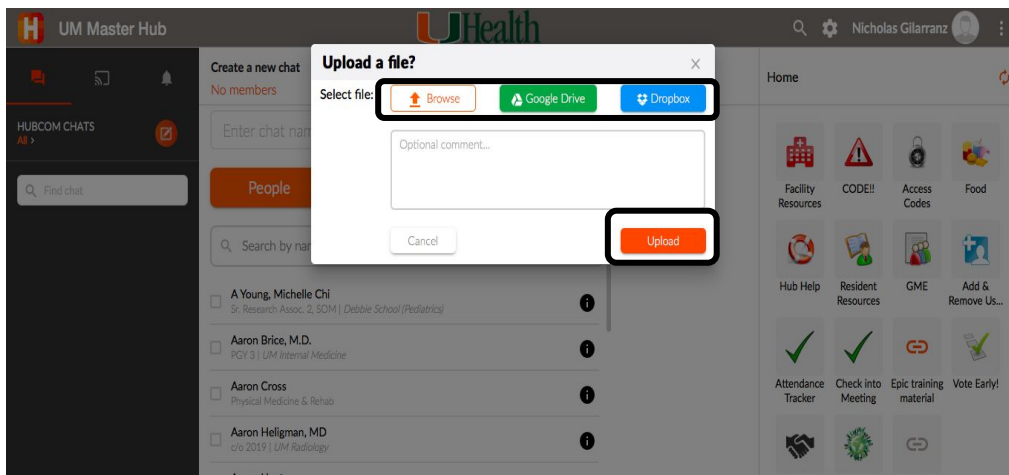 UM Master Hub
UHealth
Nicholas Gilarranz
HUBCOM CHATS
All >
Find chat
Create a new chat
No members
Enter chat nam
People
Search by nar
A Young, Michelle Chi
Sr. Research Assoc. 2, SOM | Debbie School (Pediatrics)
Aaron Brice, M.D.
PGY 3 | UM Internal Medicine
Aaron Cross
Physical Medicine & Rehab
Aaron Heligman, MD
c/o 2019 | UM Radiology
Upload a file?
Select file:
Browse
Google Drive
Dropbox
Optional comment...
Cancel
Upload
Home
Facility
Resources
CODE!!
Access
Codes
Food
Hub Help
Resident
Resources
GME
Add &
Remove Us...
Attendance
Tracker
Check into
Meeting
Epic training
material
Vote Early!